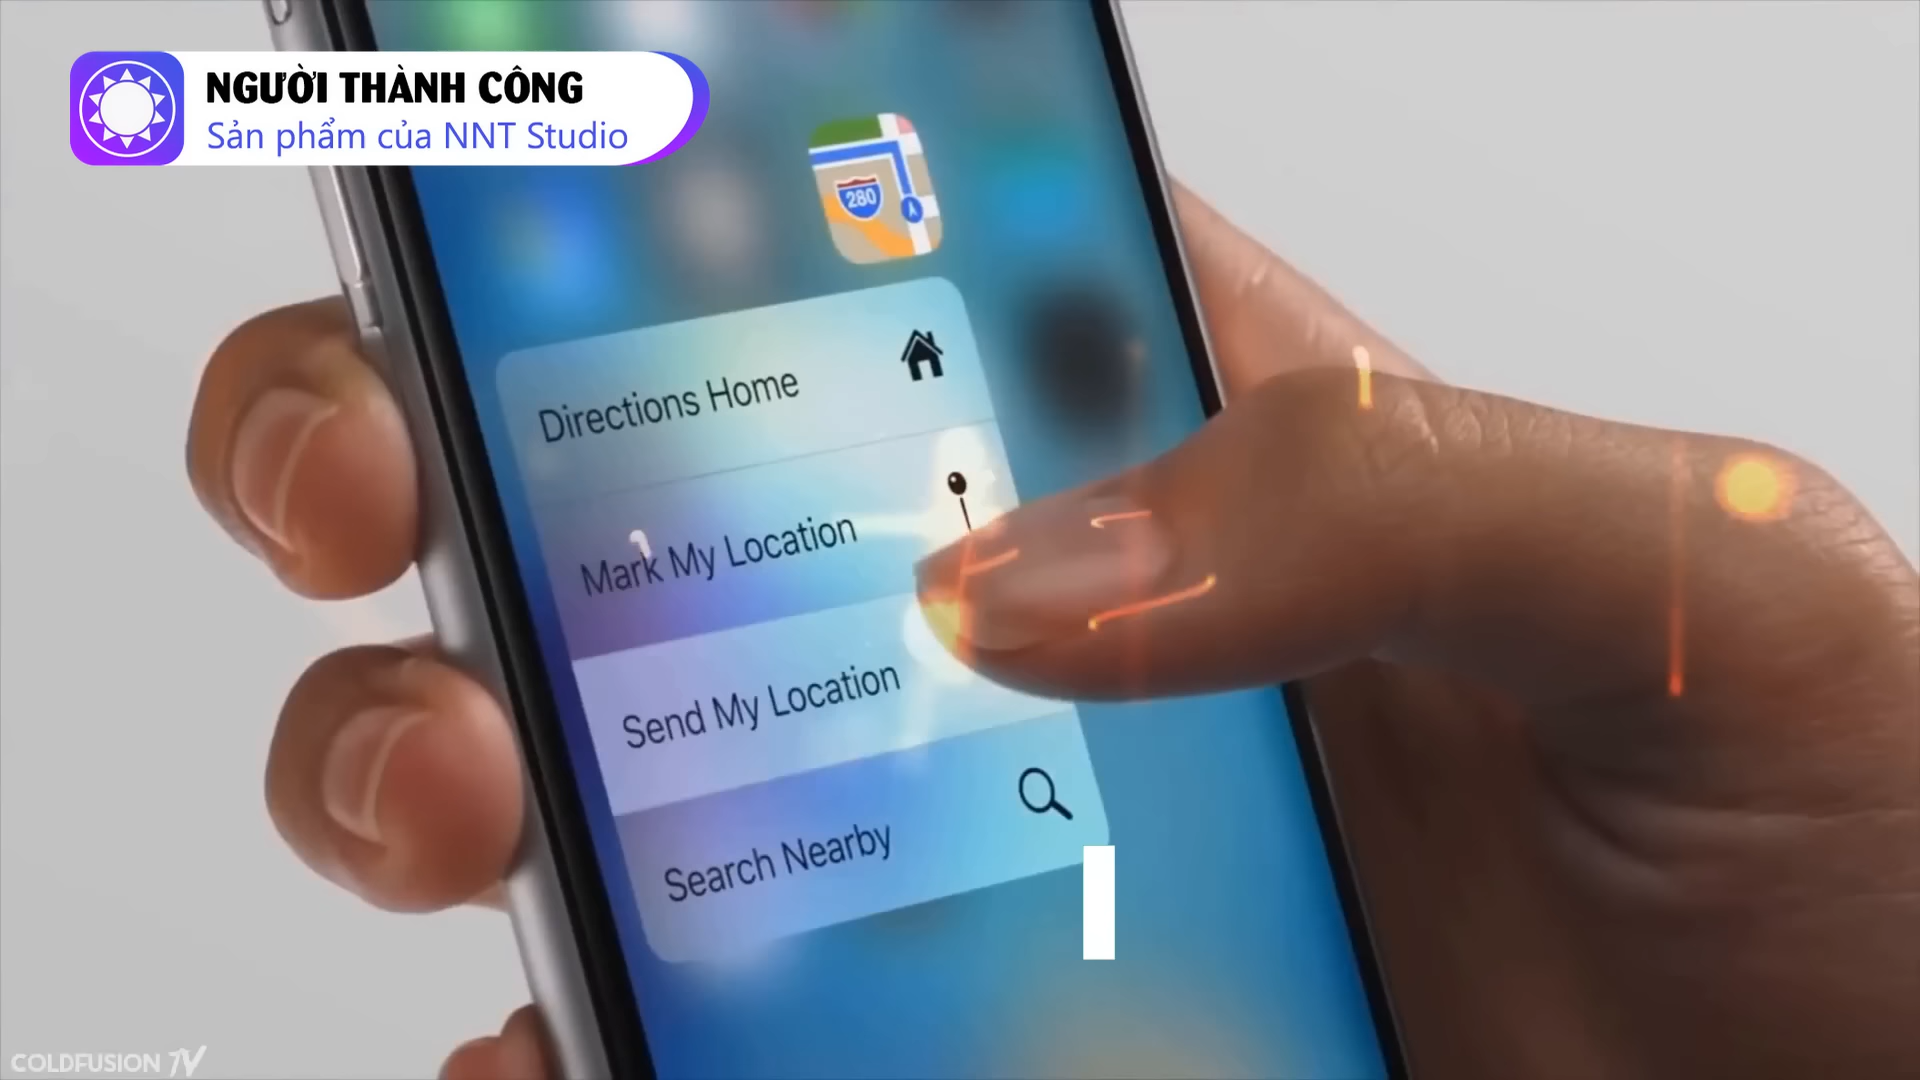 NGƯỜI THÀNH CÔNG
Sản phẩm của NNT Studio
280
Directions Home
Mark My Location
Send My Location
Search Nearby
COLDFUSION TV